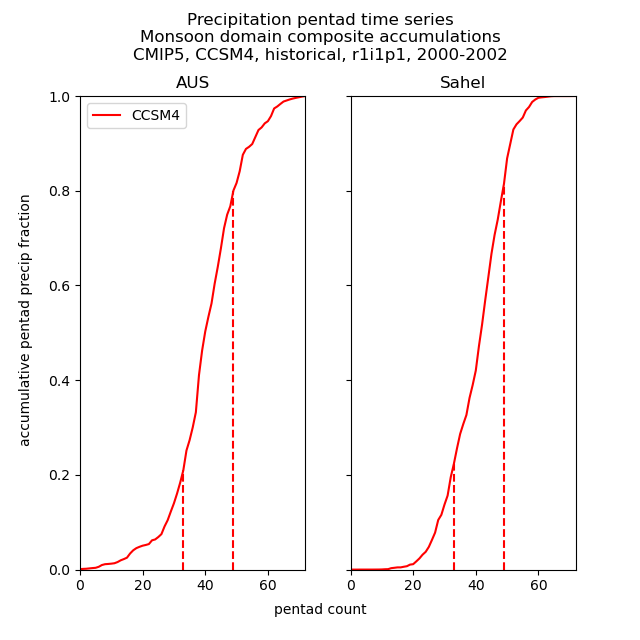 Precipitation pentad time series
Monsoon domain composite accumulations
CMIP5, CCSM4, historical, r1i1p1, 2000-2002
AUS
Sahel
CCSM4
accumulative pentad precip fraction
1.0
0.8
0.6
0.4
0.2
0.0
0 20 40 60
0 20 40 60
pentad count